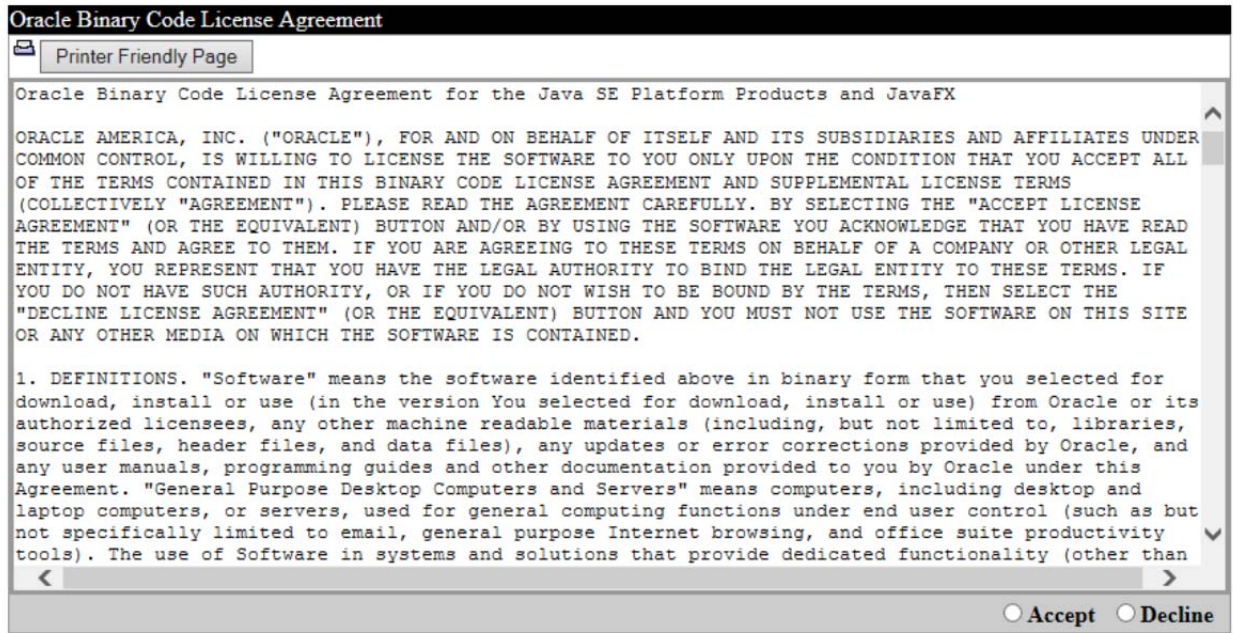 Oracle Binary Code License Agreement
Printer Friendly Page
Oracle Binary Code License Agreement for the Java SE Platform Products and JavaFX
ORACLE AMERICA, INC. ("ORACLE"), FOR AND ON BEHALF OF ITSELF AND ITS SUBSIDIARIES AND AFFILIATES UNDER
COMMON CONTROL, IS WILLING TO LICENSE THE SOFTWARE TO YOU ONLY UPON THE CONDITION THAT YOU ACCEPT ALL
OF THE TERMS CONTAINED IN THIS BINARY CODE LICENSE AGREEMENT AND SUPPLEMENTAL LICENSE TERMS
(COLLECTIVELY "AGREEMENT"). PLEASE READ THE AGREEMENT CAREFULLY. BY SELECTING THE "ACCEPT LICENSE
AGREEMENT" (OR THE EQUIVALENT) BUTTON AND/OR BY USING THE SOFTWARE YOU ACKNOWLEDGE THAT YOU HAVE READ
THE TERMS AND AGREE TO THEM. IF YOU ARE AGREEING TO THESE TERMS ON BEHALF OF A COMPANY OR OTHER LEGAL
ENTITY, YOU REPRESENT THAT YOU HAVE THE LEGAL AUTHORITY TO BIND THE LEGAL ENTITY TO THESE TERMS. IF
YOU DO NOT HAVE SUCH AUTHORITY, OR IF YOU DO NOT WISH TO BE BOUND BY THE TERMS, THEN SELECT THE
"DECLINE LICENSE AGREEMENT" (OR THE EQUIVALENT) BUTTON AND YOU MUST NOT USE THE SOFTWARE ON THIS SITE
OR ANY OTHER MEDIA ON WHICH THE SOFTWARE IS CONTAINED.
1. DEFINITIONS. "Software" means the software identified above in binary form that you selected for
download, install or use (in the version You selected for download, install or use) from Oracle or its
authorized licensees, any other machine readable materials (including, but not limited to, libraries,
source files, header files, and data files), any updates or error corrections provided by Oracle, and
any user manuals, programming guides and other documentation provided to you by Oracle under this
Agreement. "General Purpose Desktop Computers and Servers" means computers, including desktop and
laptop computers, or servers, used for general computing functions under end user control (such as but
not specifically limited to email, general purpose Internet browsing, and office suite productivity
tools). The use of Software in systems and solutions that provide dedicated functionality (other than
Accept Decline